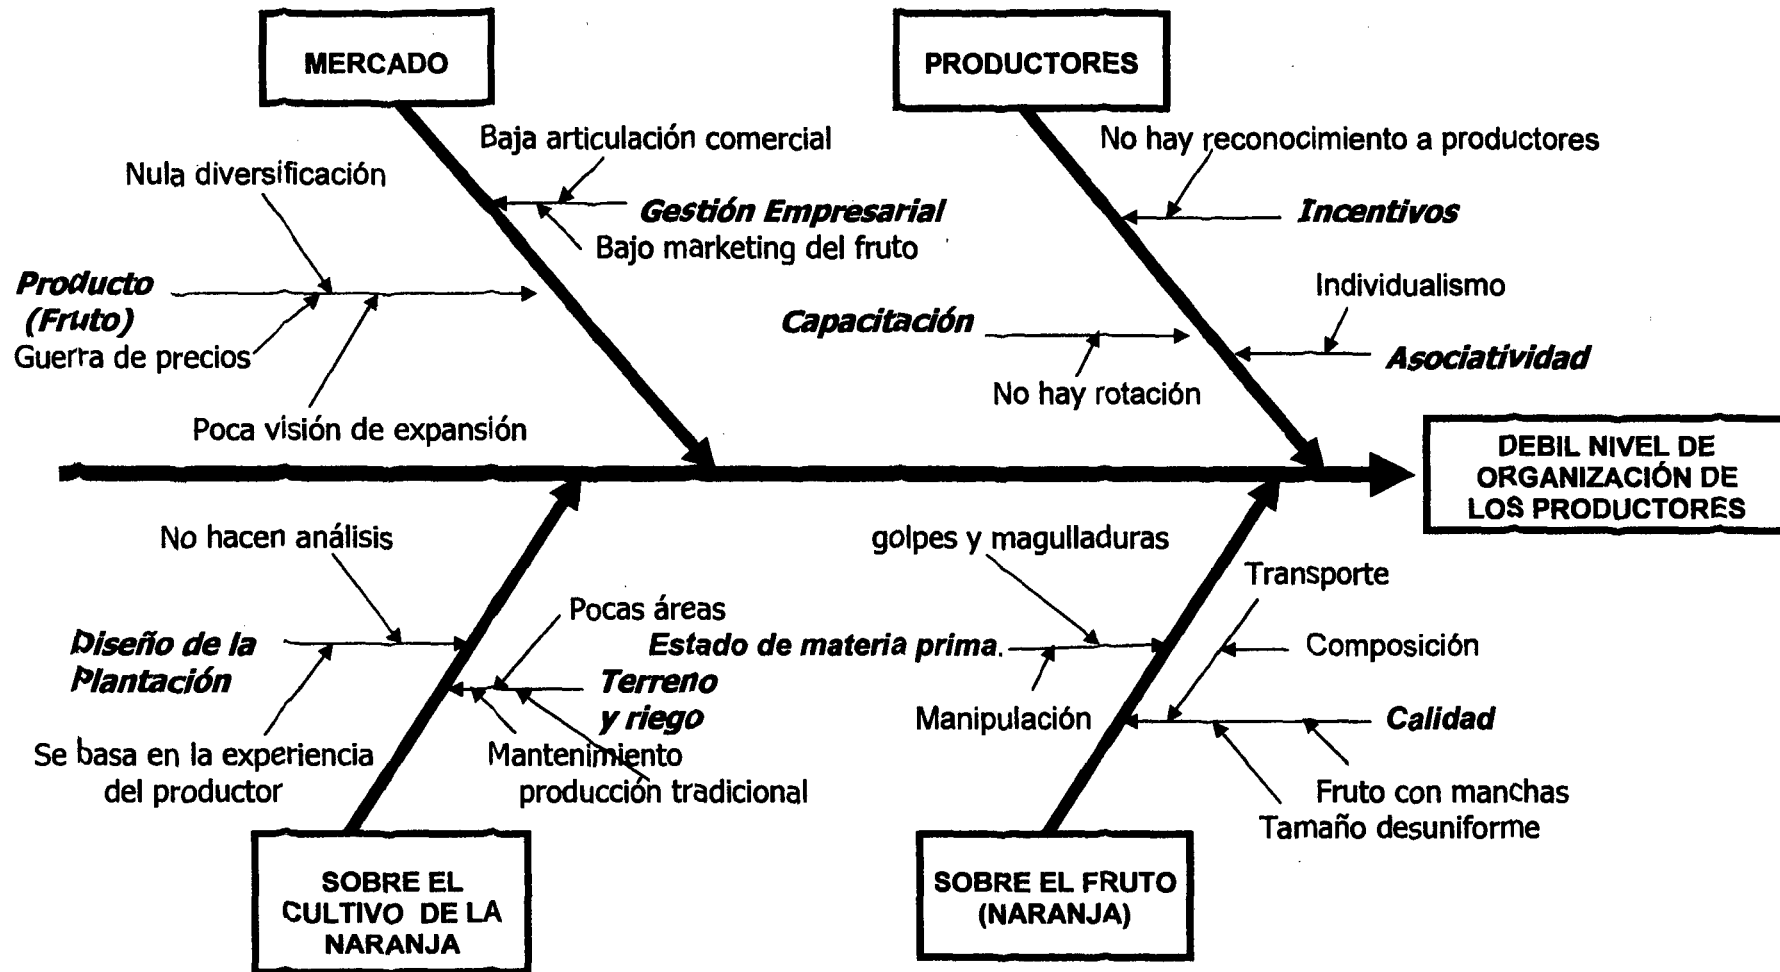 MERCADO
PRODUCTORES
Baja articulación comercial
No hay reconocimiento a productores
Nula diversificación
Gestión Empresarial
Incentivos
Bajo marketing del fruto
Producto
(Fruto)
Individualismo
Capacitación
Guerra de precios
Asociatividad
No hay rotación
Poca visión de expansión
DEBIL NIVEL DE
ORGANIZACIÓN DE
LOS PRODUCTORES
No hacen análisis
golpes y magulladuras
Transporte
Pocas áreas
Diseño de la
Plantación
Estado de materia prima.
Composición
Terreno
y riego
Manipulación
Calidad
Se basa en la experiencia
del productor
Mantenimiento
producción tradicional
Fruto con manchas
Tamaño desuniforme
SOBRE EL
CULTIVO DE LA
NARANJA
SOBRE EL FRUTO
(NARANJA)